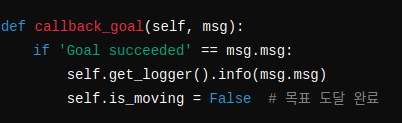 def callback_goal(self, msg):
    if 'Goal succeeded' == msg.msg:
        self.get_logger().info(msg.msg)
        self.is_moving = False  # 목표 도달 완료